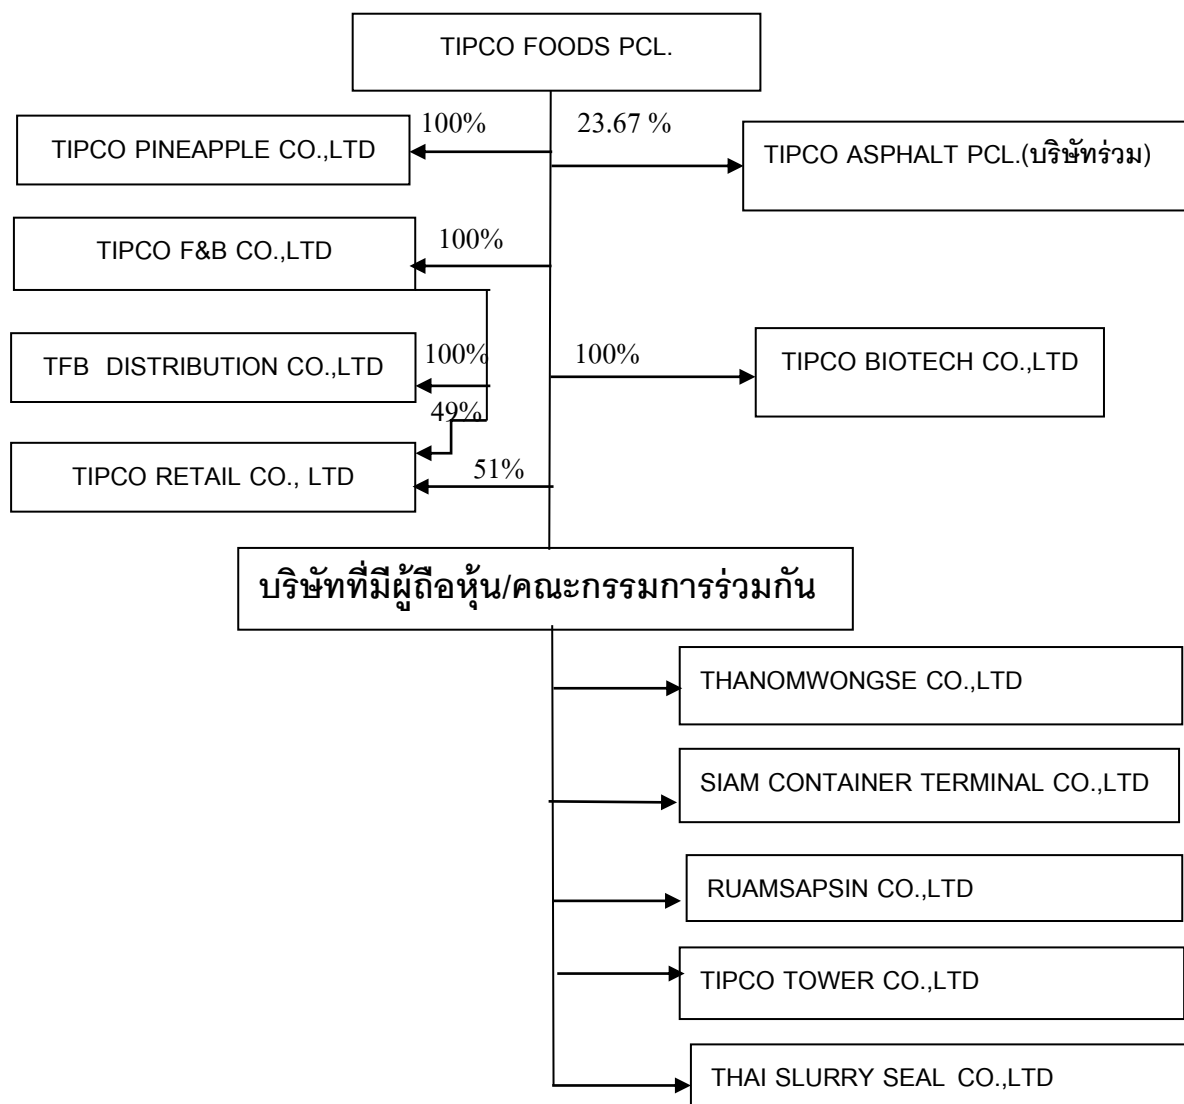 TIPCO FOODS PCL.
100%
23.67 %
TIPCO PINEAPPLE CO.,LTD
TIPCO ASPHALT PCL.(บริษัทร่วม)
TIPCO F&B CO.,LTD
100%
TFB DISTRIBUTION CO.,LTD
100%
100%
TIPCO BIOTECH CO.,LTD
49%
TIPCO RETAIL CO., LTD
51%
บริษัทที่มีผู้ถือหุ้น/คณะกรรมการร่วมกัน
THANOMWONGSE CO.,LTD
SIAM CONTAINER TERMINAL CO.,LTD
RUAMSAPSIN CO.,LTD
TIPCO TOWER CO.,LTD
THAI SLURRY SEAL CO.,LTD